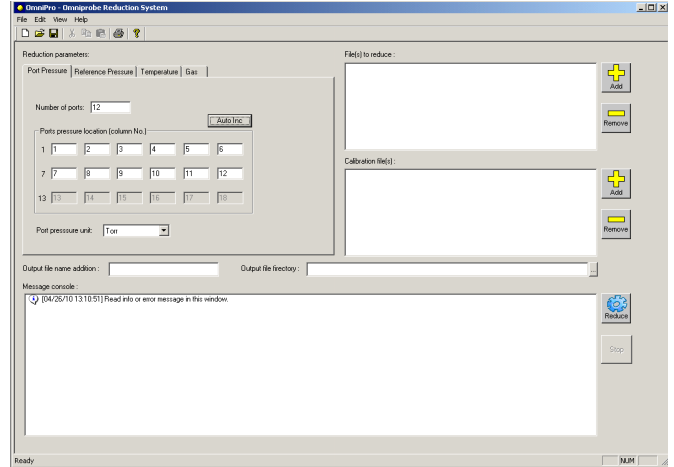 OmniPro - Omniprobe Reduction System
File Edit View Help
Reduction parameters:
Port Pressure Reference Pressure Temperature Gas
Number of ports: 12
Auto Inc
Ports pressure location (column No.)
1 1 2 3 4 5 6
7 7 8 9 10 11 12
13 13 14 15 16 17 18
Port presssure unit: Torr
File(s) to reduce :
Add
Remove
Calibration file(s) :
Add
Remove
Output file name addition :
Output file firectory :
...
Message console :
[04/26/10 13:10:51] Read info or error message in this window.
Reduce
Stop
Ready
NUM